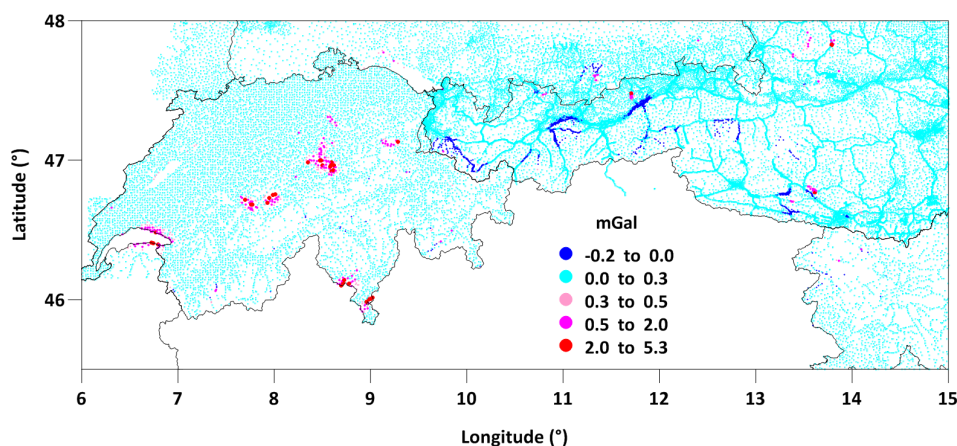 48
47
46
Latitude (°)
mGal
-0.2 to 0.0
0.0 to 0.3
0.3 to 0.5
0.5 to 2.0
2.0 to 5.3
6 7 8 9 10 11 12 13 14 15
Longitude (°)